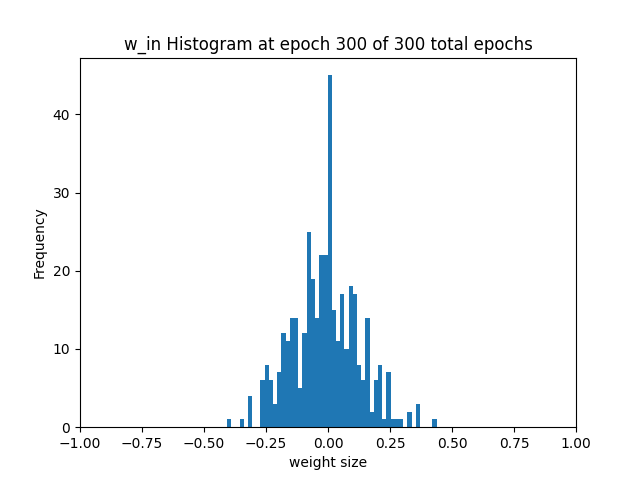 w_in Histogram at epoch 300 of 300 total epochs
Frequency
40
30
20
10
0
−1.00 −0.75 −0.50 −0.25 0.00 0.25 0.50 0.75 1.00
weight size